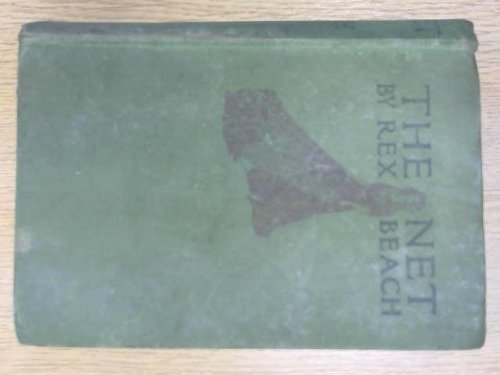 THE NET
BY REX BEACH